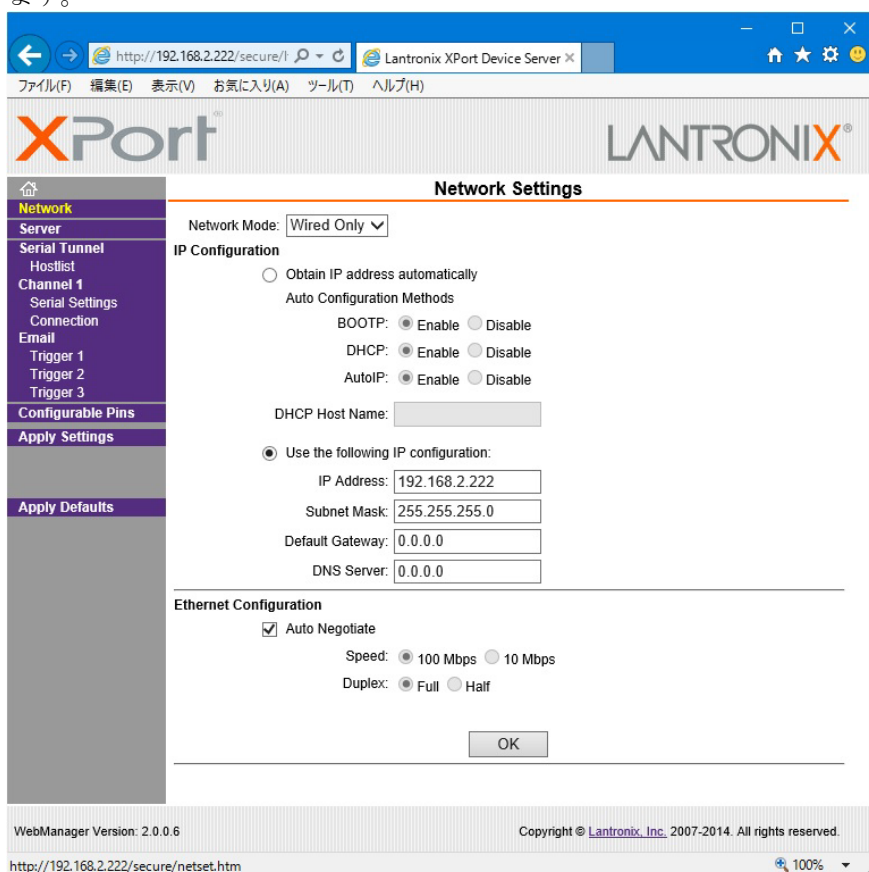 ます。
http://192.168.2.222/secure/l
Lantronix XPort Device Server
ファイル(F) 編集(E) 表示(V) お気に入り(A) ツール(T) ヘルプ(H)
XPort®
LANTRONIX®
Network
Server
Serial Tunnel
Hostlist
Channel 1
Serial Settings
Connection
Email
Trigger 1
Trigger 2
Trigger 3
Configurable Pins
Apply Settings
Apply Defaults
Network Settings
Network Mode: Wired Only
IP Configuration
Obtain IP address automatically
Auto Configuration Methods
BOOTP: Enable Disable
DHCP: Enable Disable
AutoIP: Enable Disable
DHCP Host Name:
Use the following IP configuration:
IP Address: 192.168.2.222
Subnet Mask: 255.255.255.0
Default Gateway: 0.0.0.0
DNS Server: 0.0.0.0
Ethernet Configuration
Auto Negotiate
Speed: 100 Mbps 10 Mbps
Duplex: Full Half
OK
WebManager Version: 2.0.0.6
Copyright © Lantronix, Inc. 2007-2014. All rights reserved.
http://192.168.2.222/secure/netset.htm
100%